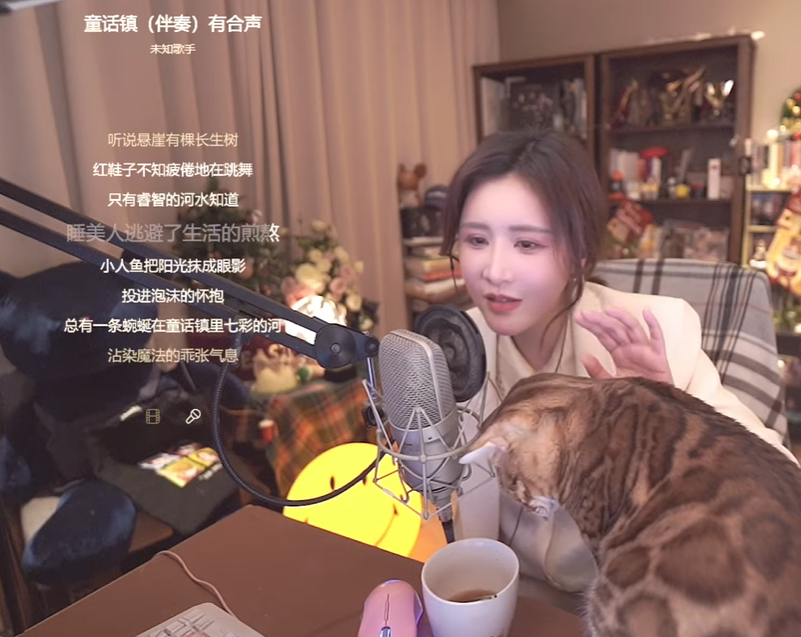 童话镇（伴奏）有合声
未知歌手
听说悬崖有棵长生树
红鞋子不知疲倦地在跳舞
只有睿智的河水知道
睡美人逃避了生活的煎熬
小人鱼把阳光抹成眼影
投进泡沫的怀抱
总有一条蜿蜒在童话镇里七彩的河
沾染魔法的乖张气息